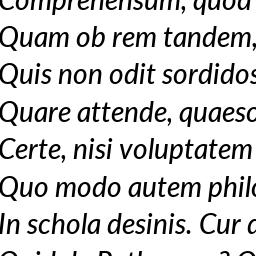 Comprehensum, quod
Quam ob rem tandem,
Quis non odit sordidos
Quare attende, quaeso
Certe, nisi voluptatem
Quo modo autem philo
In schola desinis. Cur